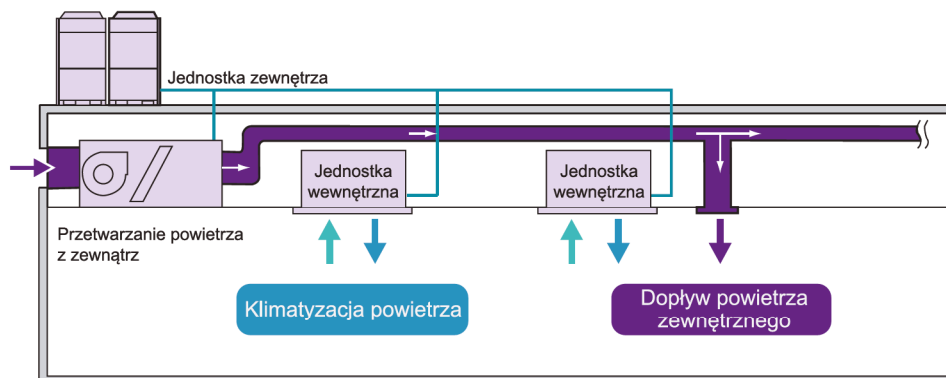 Jednostka zewnętrza
Jednostka
wewnętrzna
Jednostka
wewnętrzna
Przetwarzanie powietrza
z zewnątrz
Klimatyzacja powietrza
Dopływ powietrza
zewnętrznego